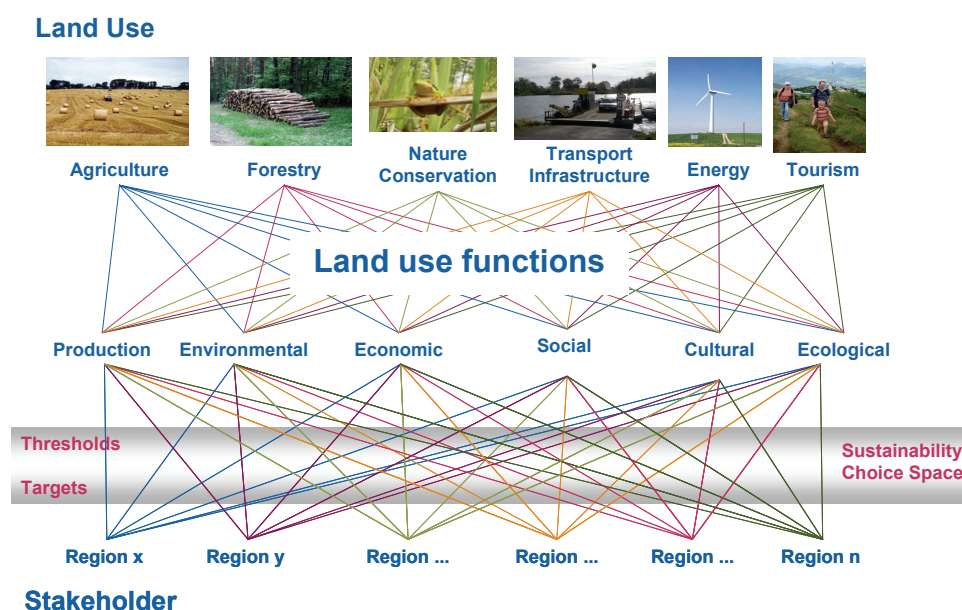 Land Use
Agriculture
Forestry
Nature
Conservation
Transport
Infrastructure
Energy
Tourism
Land use functions
Production
Environmental
Economic
Social
Cultural
Ecological
Thresholds
Targets
Sustainability
Choice Space
Region x
Region y
Region ...
Region ...
Region ...
Region n
Stakeholder